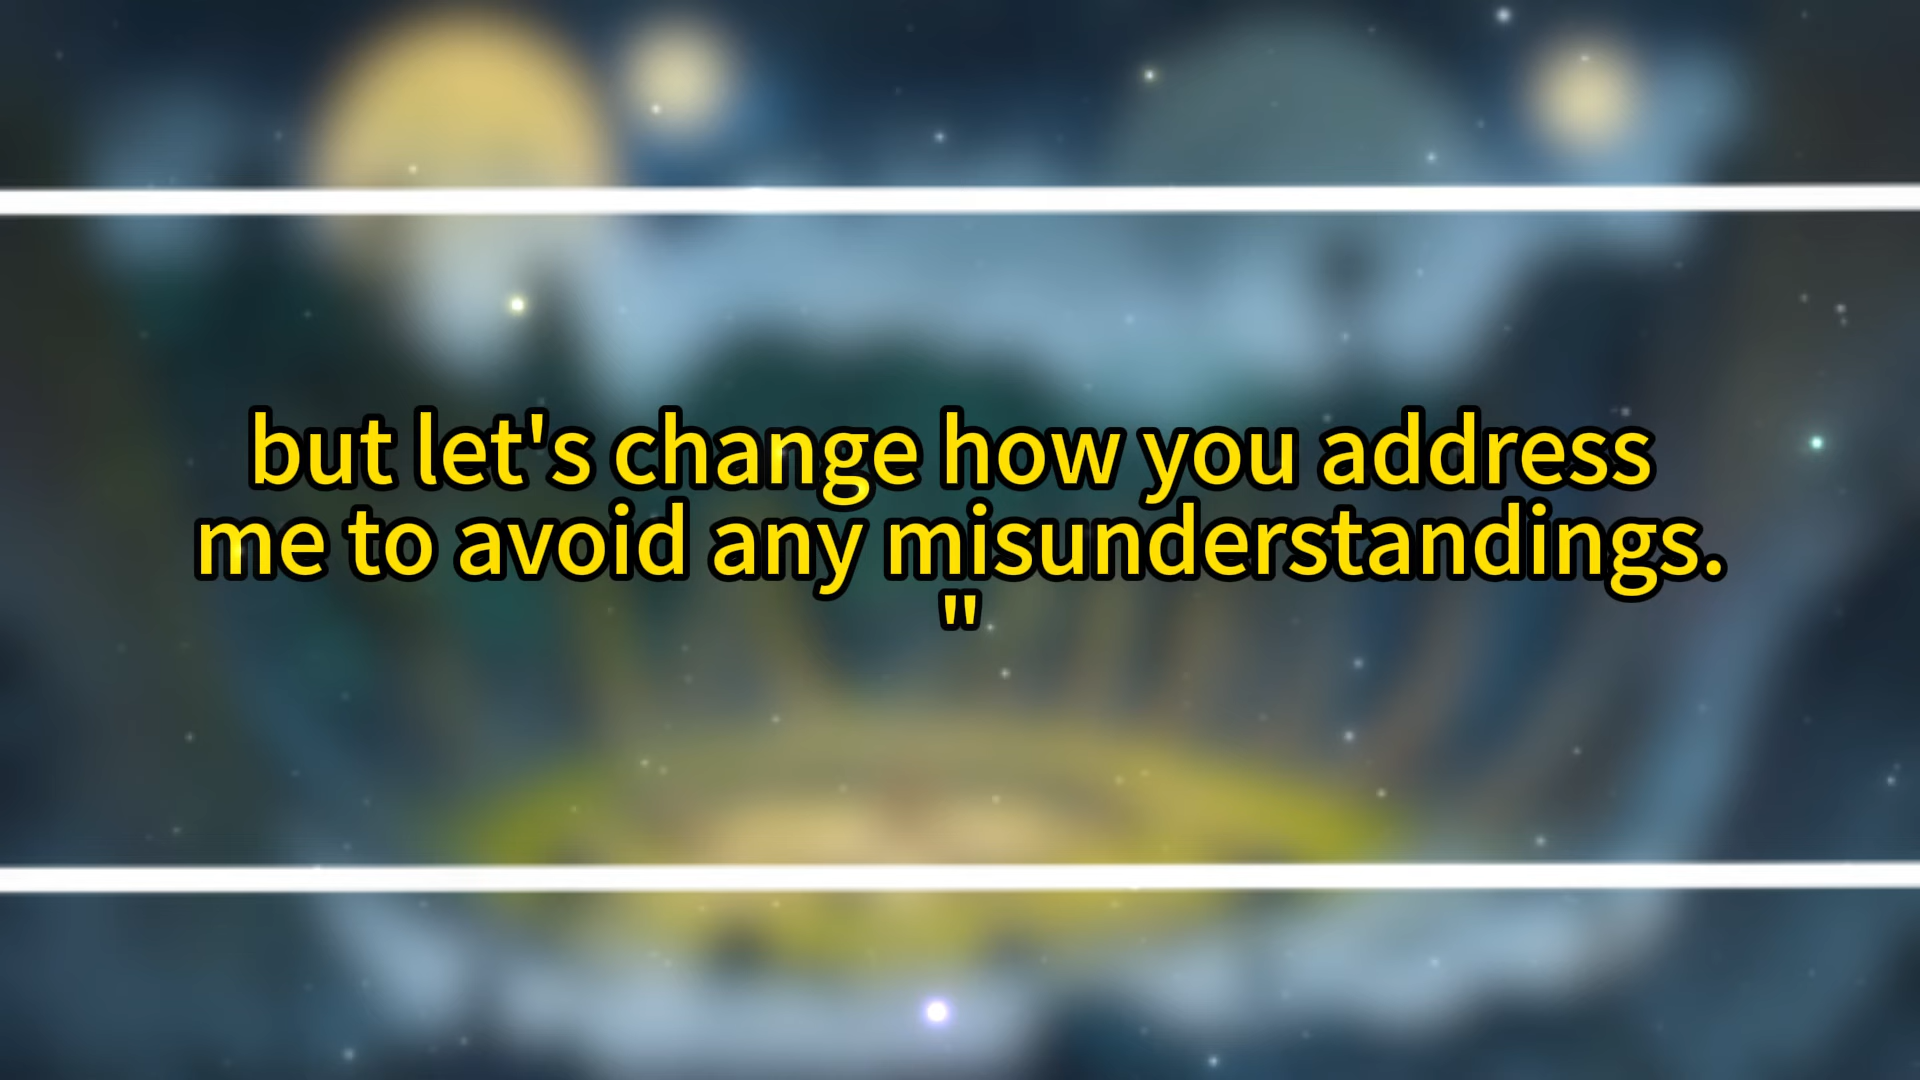 but let's change how you address
me to avoid any misunderstandings.
"